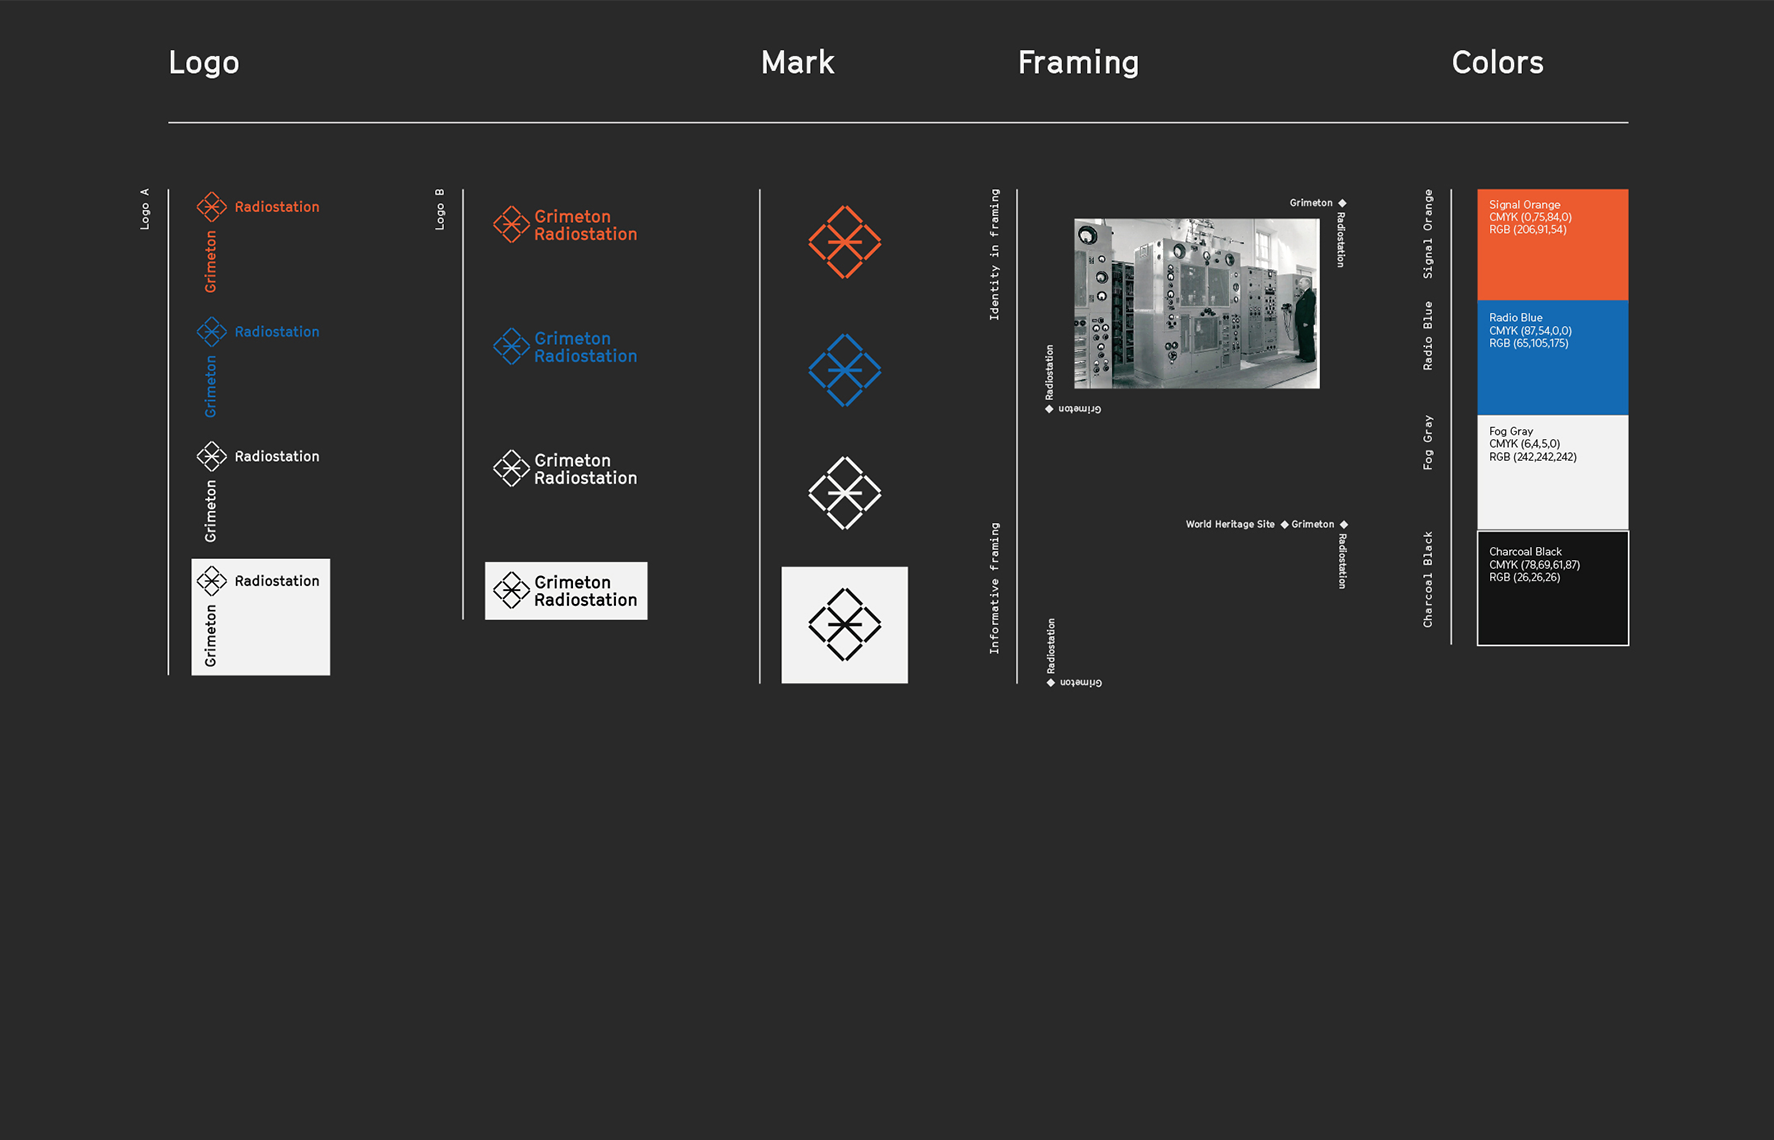 Logo
Mark
Framing
Colors
Logo A
Radiostation
Grimeton
Radiostation
Grimeton
Radiostation
Grimeton
Radiostation
Grimeton
Logo B
Grimeton
Radiostation
Grimeton
Radiostation
Grimeton
Radiostation
Grimeton
Radiostation
Identity in framing
Grimeton
Radiostation
Radiostation
Grimeton
Informative framing
World Heritage Site Grimeton
Radiostation
Radiostation
Grimeton
Signal Orange
Signal Orange
CMYK (0,75,84,0)
RGB (206,91,54)
Radio Blue
Radio Blue
CMYK (87,54,0,0)
RGB (65,105,175)
Fog Gray
Fog Gray
CMYK (6,4,5,0)
RGB (242,242,242)
Charcoal Black
Charcoal Black
CMYK (78,69,61,87)
RGB (26,26,26)